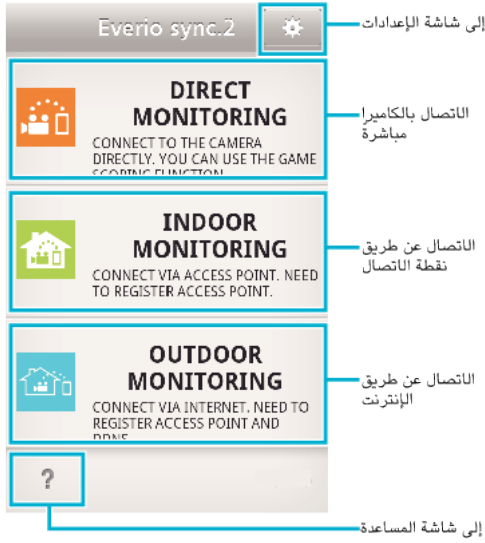 Everio sync.2
إلى شاشة الإعدادات
DIRECT
MONITORING
CONNECT TO THE CAMERA
DIRECTLY. YOU CAN USE THE GAME
SCORING FUNCTION
الاتصال بالكاميرا
مباشرة
INDOOR
MONITORING
CONNECT VIA ACCESS POINT. NEED
TO REGISTER ACCESS POINT.
الاتصال عن طريق
نقطة الاتصال
OUTDOOR
MONITORING
CONNECT VIA INTERNET. NEED TO
REGISTER ACCESS POINT AND
الاتصال عن طريق
الإنترنت
?
إلى شاشة المساعدة